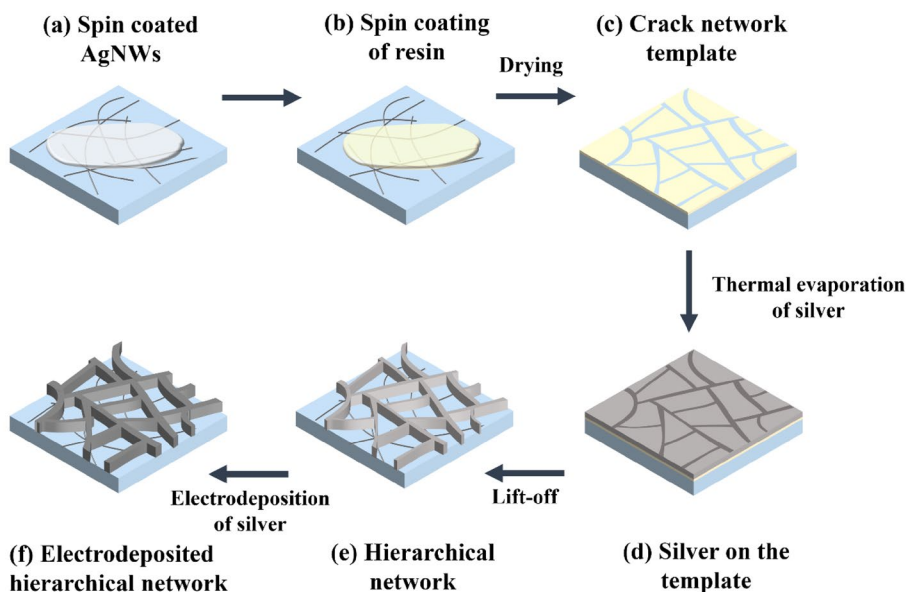 (a) Spin coated
AgNWs
(b) Spin coating
of resin
Drying
(c) Crack network
template
Thermal evaporation
of silver
(d) Silver on the
template
Lift-off
(e) Hierarchical
network
Electrodeposition
of silver
(f) Electrodeposited
hierarchical network